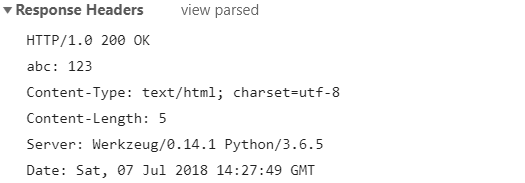 ▼Response Headers view parsed
HTTP/1.0 200 OK
abc: 123
Content-Type: text/html; charset=utf-8
Content-Length: 5
Server: Werkzeug/0.14.1 Python/3.6.5
Date: Sat, 07 Jul 2018 14:27:49 GMT